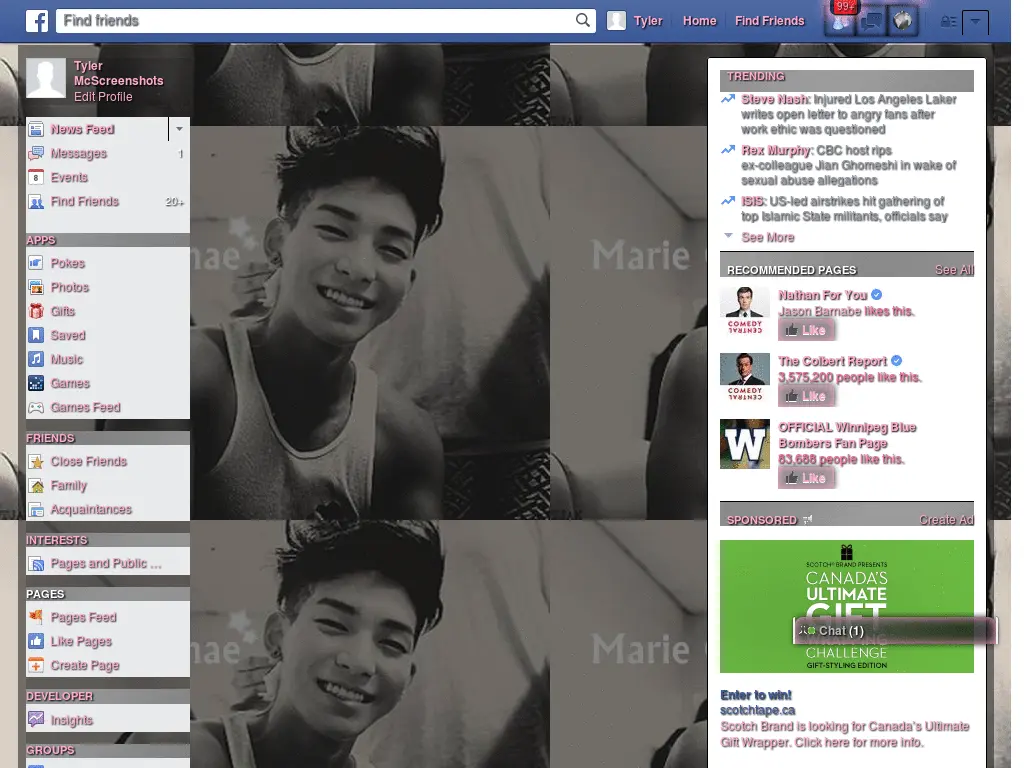 Find friends
Tyler
Home
Find Friends
99+
Tyler
McScreenshots
Edit Profile
News Feed
Messages
1
Events
Find Friends
20+
APPS
Pokes
Photos
Gifts
Saved
Music
Games
Games Feed
FRIENDS
Close Friends
Family
Acquaintances
INTERESTS
Pages and Public ...
PAGES
Pages Feed
Like Pages
Create Page
DEVELOPER
Insights
GROUPS
Marie
TRENDING
Steve Nash: Injured Los Angeles Laker
writes open letter to angry fans after
work ethic was questioned
Rex Murphy: CBC host rips
ex-colleague Jian Ghomeshi in wake of
sexual abuse allegations
ISIS: US-led airstrikes hit gathering of
top Islamic State militants, officials say
See More
RECOMMENDED PAGES
See All
Nathan For You
Jason Barnabe likes this.
COMEDY
CENTRAL
Like
The Colbert Report
3,575,200 people like this.
COMEDY
CENTRAL
Like
W
OFFICIAL Winnipeg Blue
Bombers Fan Page
83,688 people like this.
Like
SPONSORED
Create Ad
SCOTCH® BRAND PRESENTS
CANADA'S
ULTIMATE
GIFT
CHALLENGE
GIFT-STYLING EDITION
Chat (1)
Enter to win!
scotchtape.ca
Scotch Brand is looking for Canada's Ultimate
Gift Wrapper. Click here for more info.